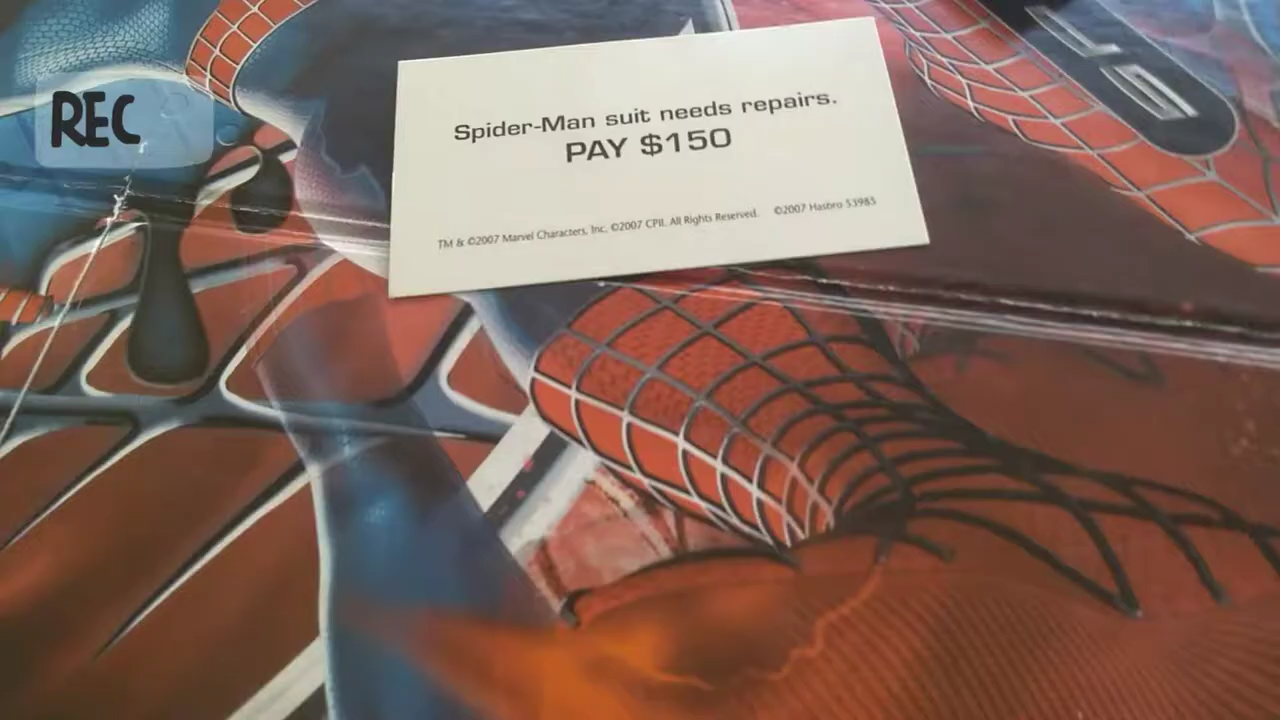 REC
Spider-Man suit needs repairs.
PAY $150
TM & ©2007 Marvel Characters, Inc. ©2007 CPII. All Rights Reserved. ©2007 Hasbro 53985